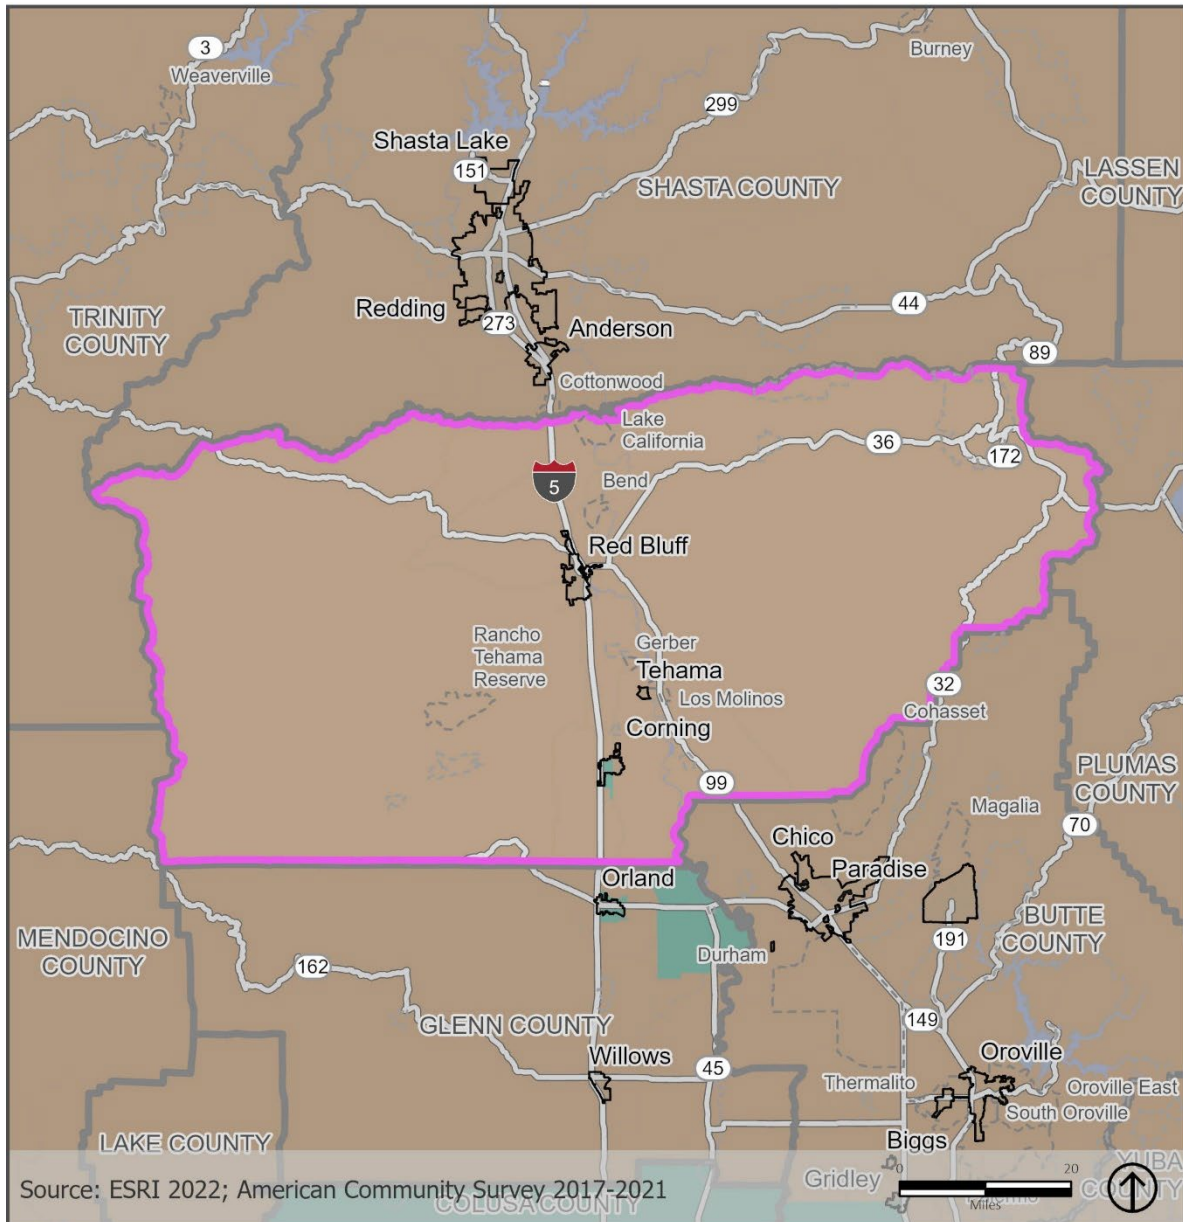 3
Weaverville
Burney
299
Shasta Lake
151
SHASTA COUNTY
LASSEN
COUNTY
TRINITY
COUNTY
Redding
273
Anderson
44
89
Cottonwood
Lake
California
36
172
5
Bend
Red Bluff
Rancho
Tehama
Reserve
Gerber
Tehama
Los Molinos
32
Cohasset
Corning
99
PLUMAS
COUNTY
Magalia
70
Chico
Paradise
Orland
MENDOCINO
COUNTY
162
Durham
191
BUTTE
COUNTY
GLENN COUNTY
149
Willows
45
Oroville
Thermalito
Oroville East
South Oroville
LAKE COUNTY
Biggs
YUBA
COUNTY
Gridley
0
20
Miles
Source: ESRI 2022; American Community Survey 2017-2021
COLUSA COUNTY